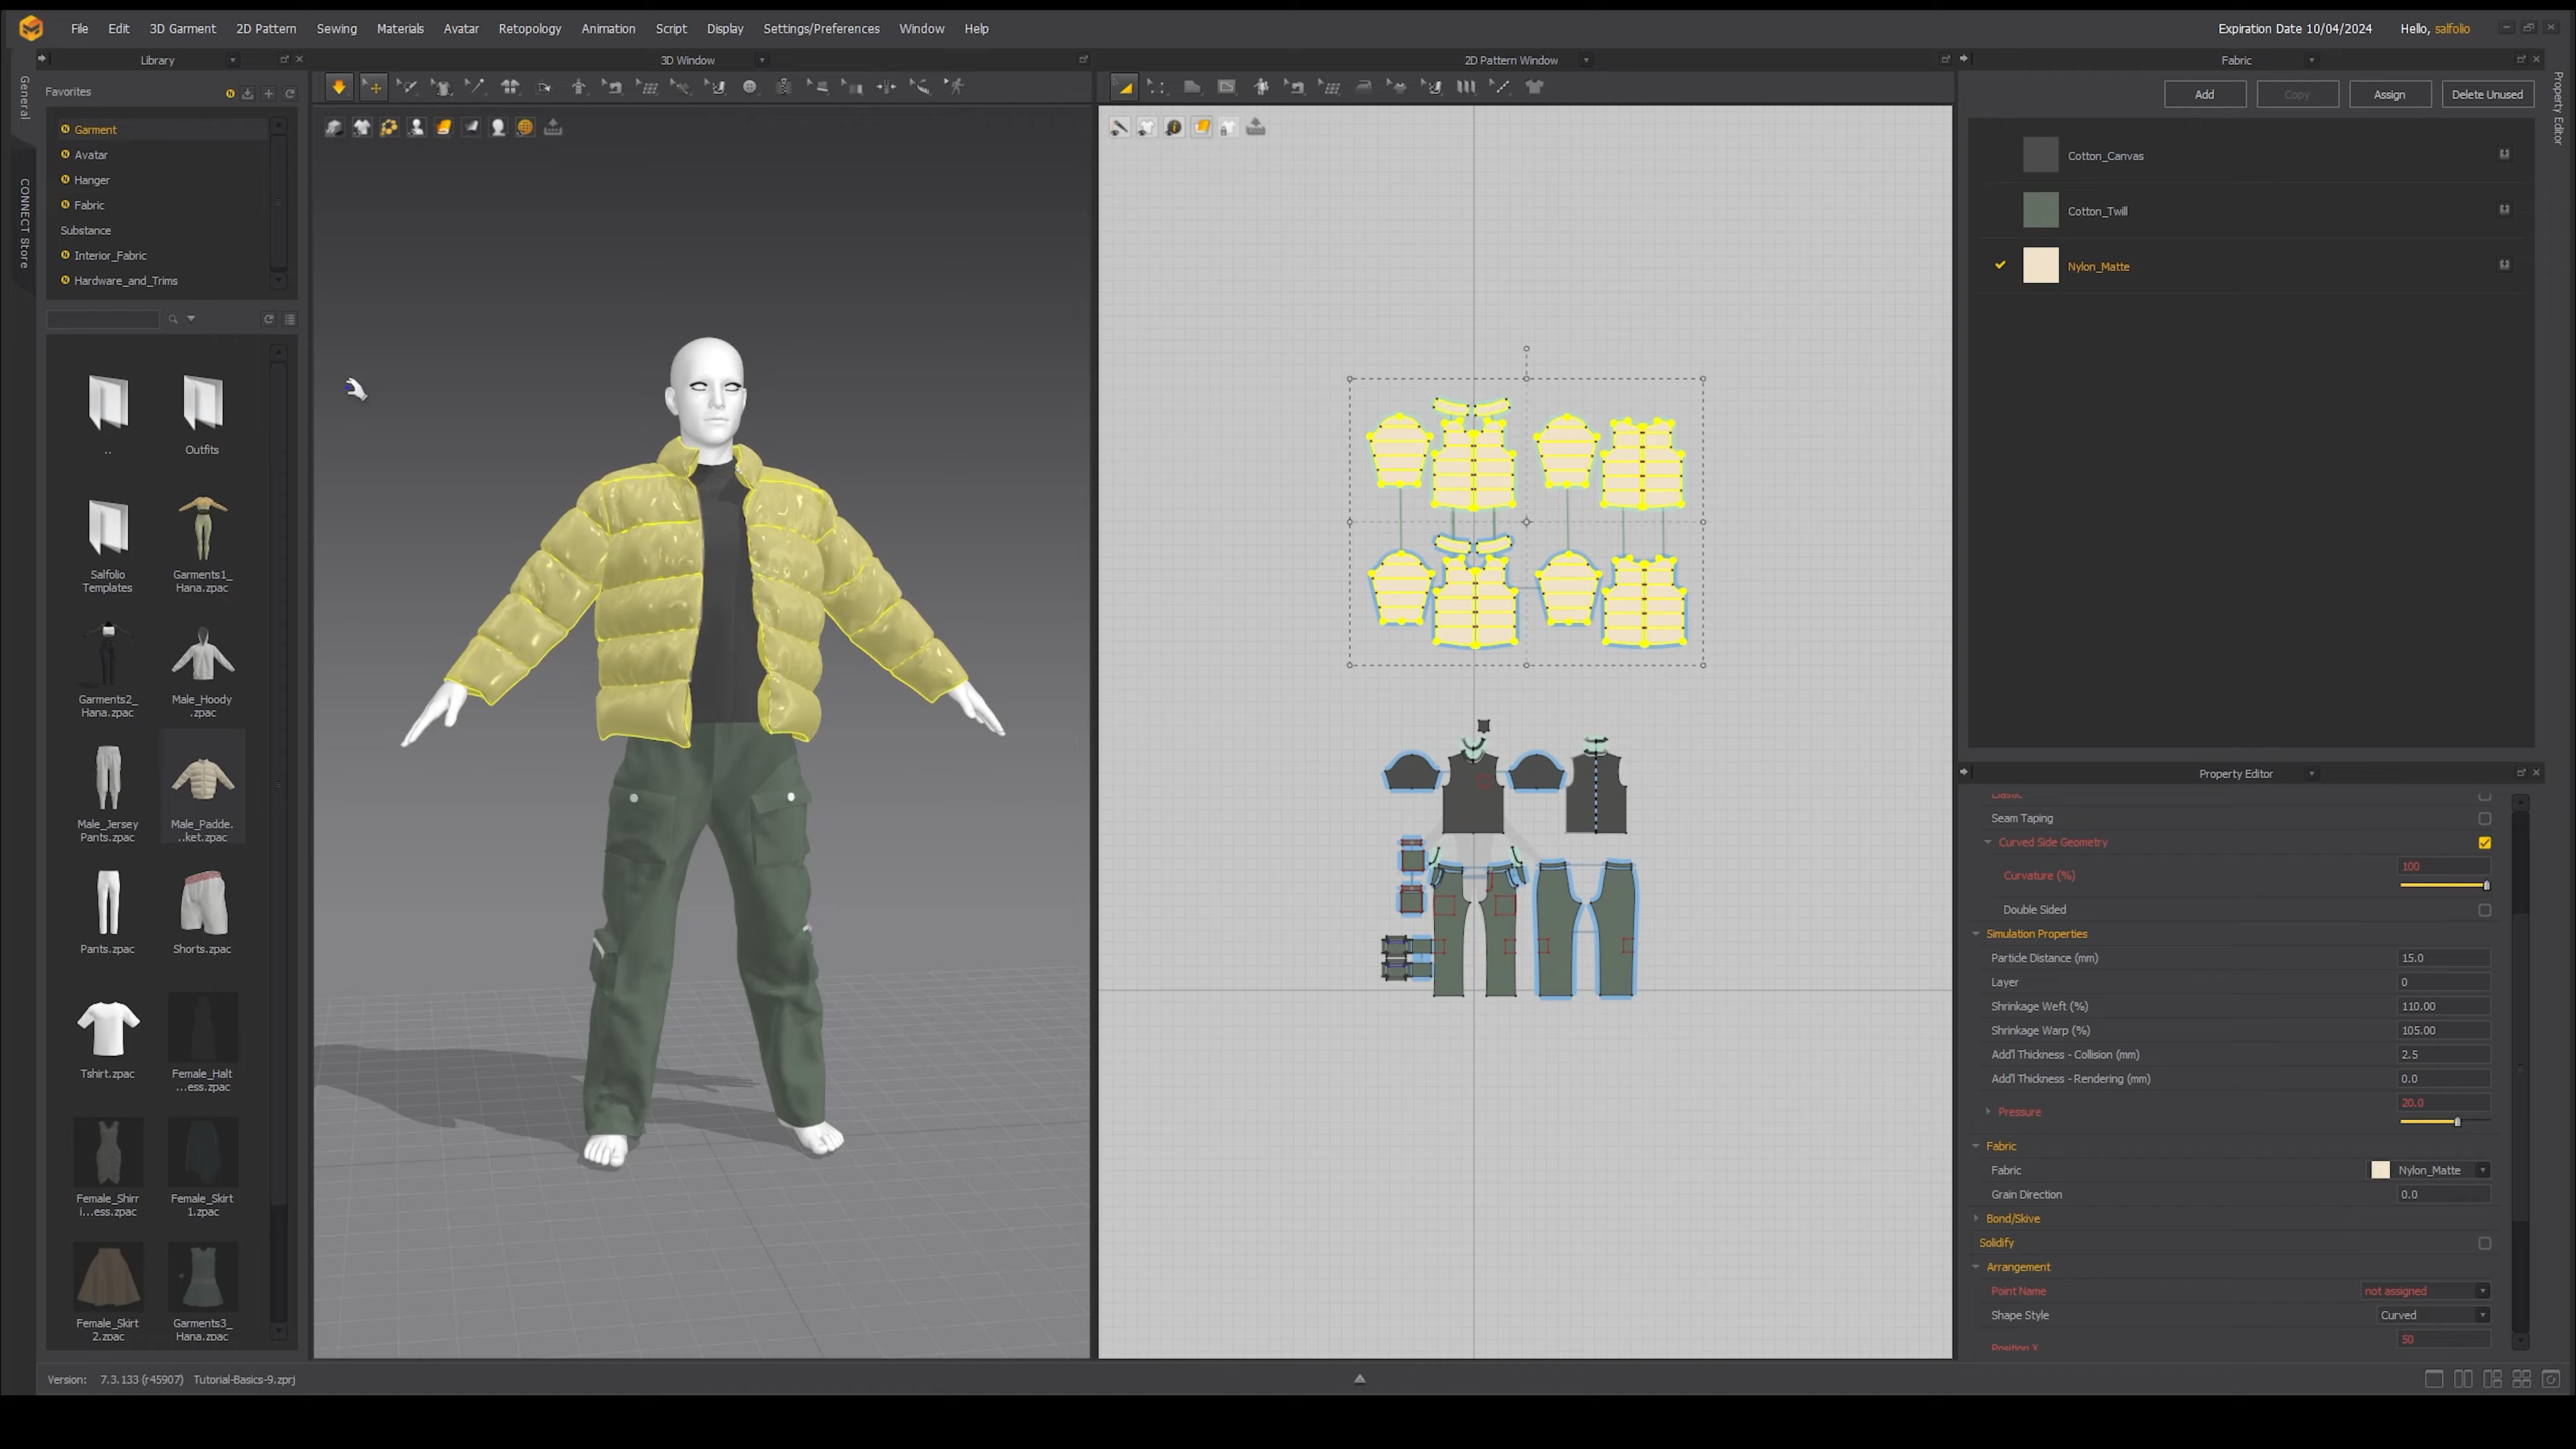 File Edit 3D Garment 2D Pattern Sewing Materials Avatar Retopology Animation Script Display Settings/Preferences Window Help
Expiration Date 10/04/2024 Hello, salfolio
Library
3D Window
2D Pattern Window
Fabric
General
CONNECT Store
Property Editor
Favorites
Garment
Avatar
Hanger
Fabric
Substance
Interior_Fabric
Hardware_and_Trims
..
Outfits
Salfolio
Templates
Garments1_
Hana.zpac
Garments2_
Hana.zpac
Male_Hoody
.zpac
Male_Jersey
Pants.zpac
Male_Padde.
..ket.zpac
Pants.zpac
Shorts.zpac
Tshirt.zpac
Female_Halt
...ess.zpac
Female_Shirr
i...ess.zpac
Female_Skirt
1.zpac
Female_Skirt
2.zpac
Garments3_
Hana.zpac
Add Copy Assign Delete Unused
Cotton_Canvas
Cotton_Twill
Nylon_Matte
Property Editor
Elastic
Seam Taping
Curved Side Geometry
Curvature (%) 100
Double Sided
Simulation Properties
Particle Distance (mm) 15.0
Layer 0
Shrinkage Weft (%) 110.00
Shrinkage Warp (%) 105.00
Add'l Thickness - Collision (mm) 2.5
Add'l Thickness - Rendering (mm) 0.0
Pressure 20.0
Fabric
Fabric Nylon_Matte
Grain Direction 0.0
Bond/Skive
Solidify
Arrangement
Point Name not assigned
Shape Style Curved
Position X 50
Version: 7.3.133 (r45907) Tutorial-Basics-9.zprj